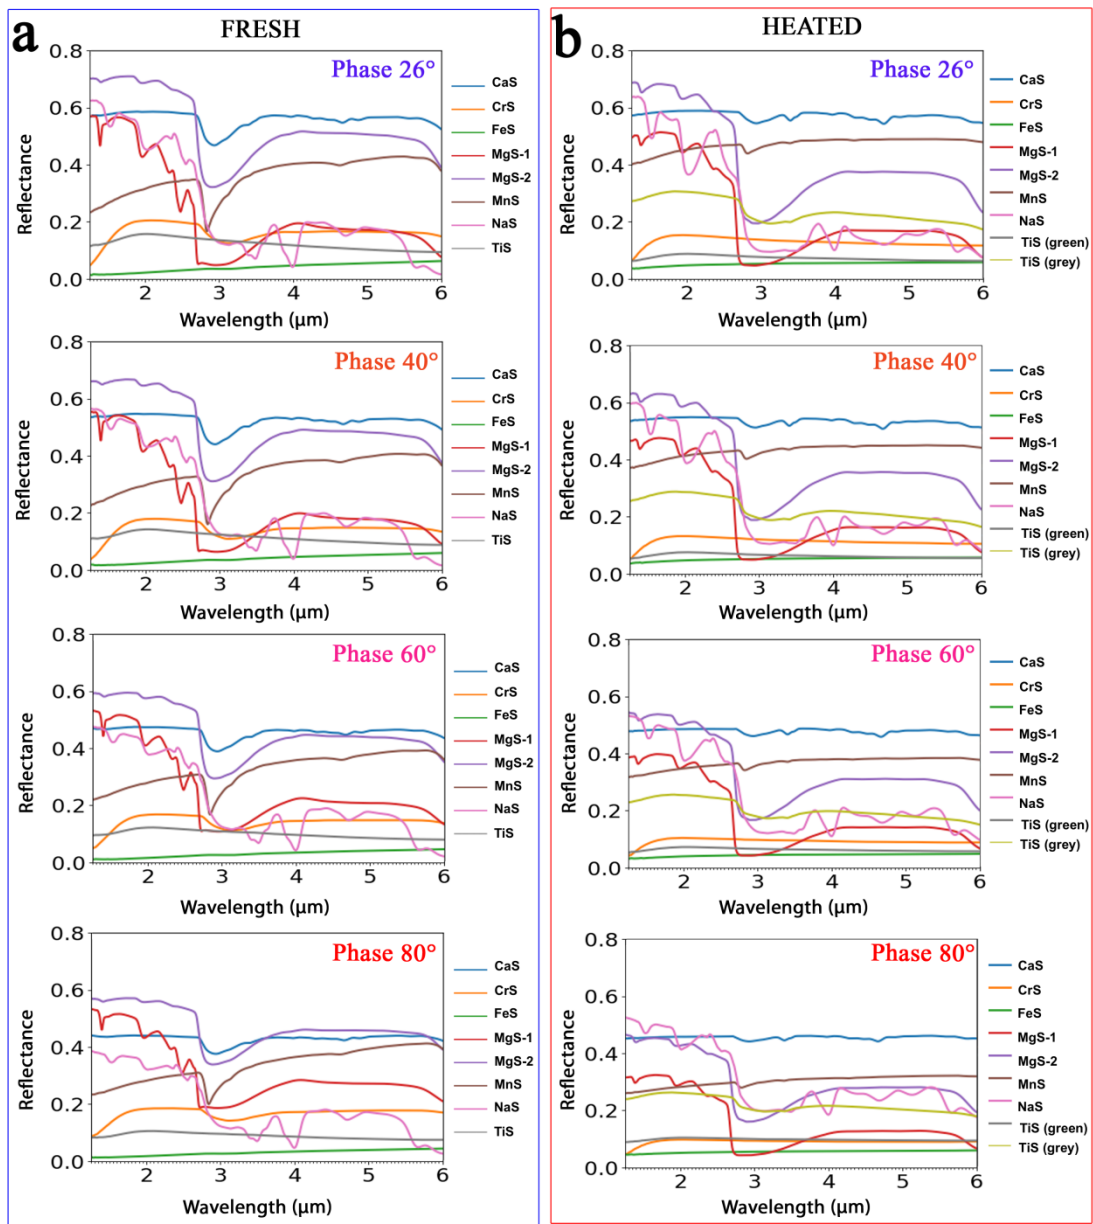 a
FRESH
Phase 26°
Reflectance
0.8
0.6
0.4
0.2
0.0
2 3 4 5 6
Wavelength (μm)
CaS
CrS
FeS
MgS-1
MgS-2
MnS
NaS
TiS
Phase 40°
Reflectance
0.8
0.6
0.4
0.2
0.0
2 3 4 5 6
Wavelength (μm)
CaS
CrS
FeS
MgS-1
MgS-2
MnS
NaS
TiS
Phase 60°
Reflectance
0.8
0.6
0.4
0.2
0.0
2 3 4 5 6
Wavelength (μm)
CaS
CrS
FeS
MgS-1
MgS-2
MnS
NaS
TiS
Phase 80°
Reflectance
0.8
0.6
0.4
0.2
0.0
2 3 4 5 6
Wavelength (μm)
CaS
CrS
FeS
MgS-1
MgS-2
MnS
NaS
TiS
b
HEATED
Phase 26°
Reflectance
0.8
0.6
0.4
0.2
0.0
2 3 4 5 6
Wavelength (μm)
CaS
CrS
FeS
MgS-1
MgS-2
MnS
NaS
TiS (green)
TiS (grey)
Phase 40°
Reflectance
0.8
0.6
0.4
0.2
0.0
2 3 4 5 6
Wavelength (μm)
CaS
CrS
FeS
MgS-1
MgS-2
MnS
NaS
TiS (green)
TiS (grey)
Phase 60°
Reflectance
0.8
0.6
0.4
0.2
0.0
2 3 4 5 6
Wavelength (μm)
CaS
CrS
FeS
MgS-1
MgS-2
MnS
NaS
TiS (green)
TiS (grey)
Phase 80°
Reflectance
0.8
0.6
0.4
0.2
0.0
2 3 4 5 6
Wavelength (μm)
CaS
CrS
FeS
MgS-1
MgS-2
MnS
NaS
TiS (green)
TiS (grey)